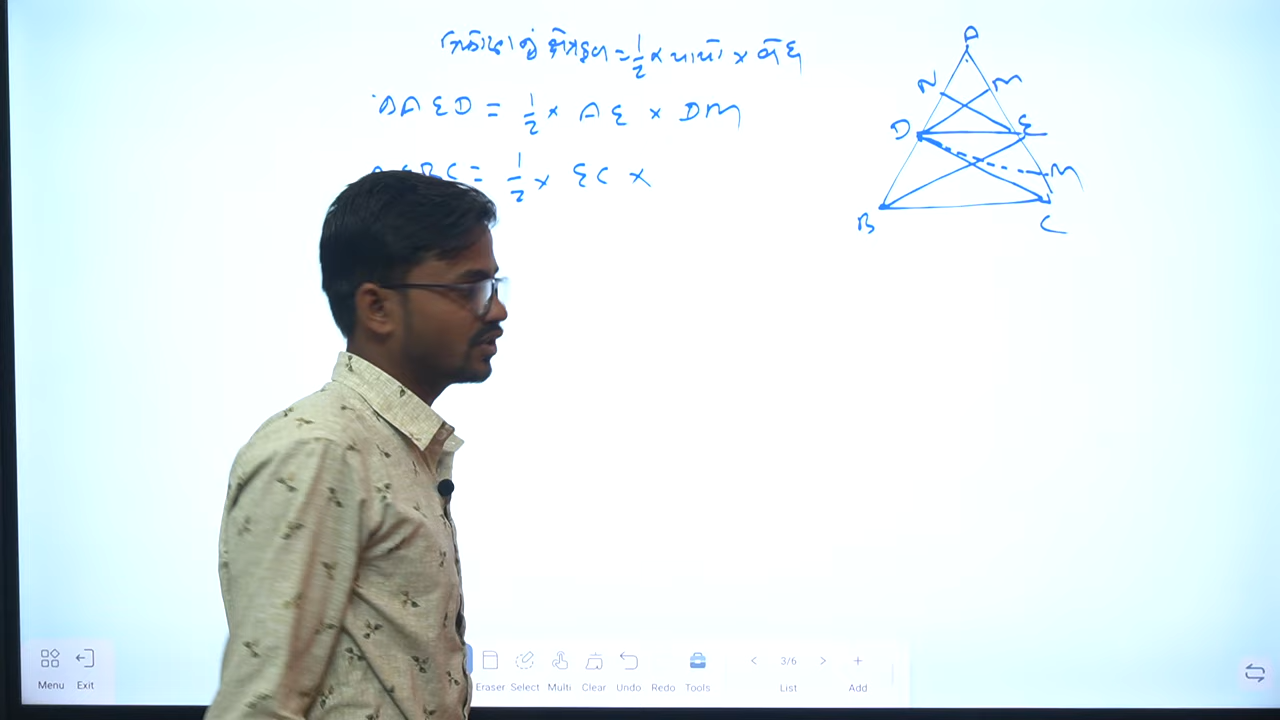 ત્રિકોણનું ક્ષેત્રફળ = 1/2 × પાયો × વેધ
A
N M
ΔAED = 1/2 × AE × DM
D E
= 1/2 × EC ×
M
B C
Menu Exit Eraser Select Multi Clear Undo Redo Tools < 3/6 > List + Add